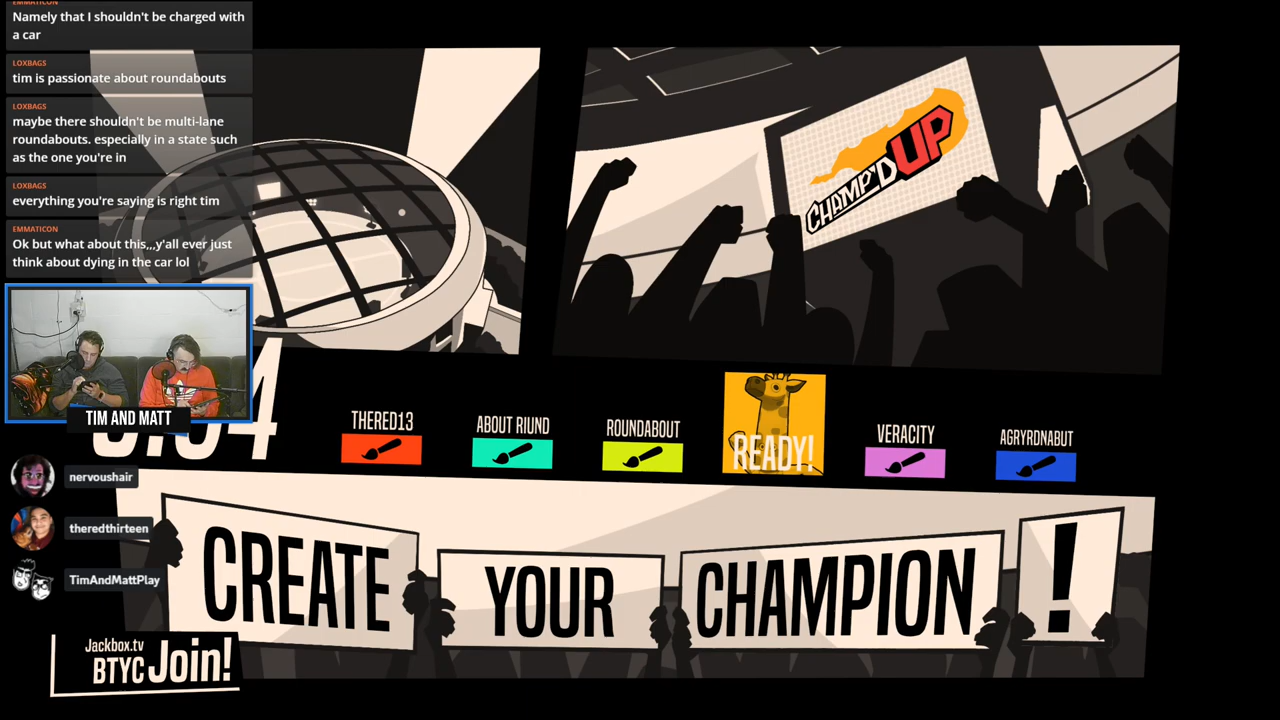 EMMATICON
Namely that I shouldn't be charged with
a car
LOXBAGS
tim is passionate about roundabouts
LOXBAGS
maybe there shouldn't be multi-lane
roundabouts. especially in a state such
as the one you're in
LOXBAGS
everything you're saying is right tim
EMMATICON
Ok but what about this,,,y'all ever just
think about dying in the car lol
CHAMP'D UP
TIM AND MATT
THERED13
ABOUT RIUND
ROUNDABOUT
READY!
VERACITY
AGRYRDNABUT
nervoushair
theredthirteen
TimAndMattPlay
CREATE
YOUR
CHAMPION
!
Jackbox.tv
BTYC Join!